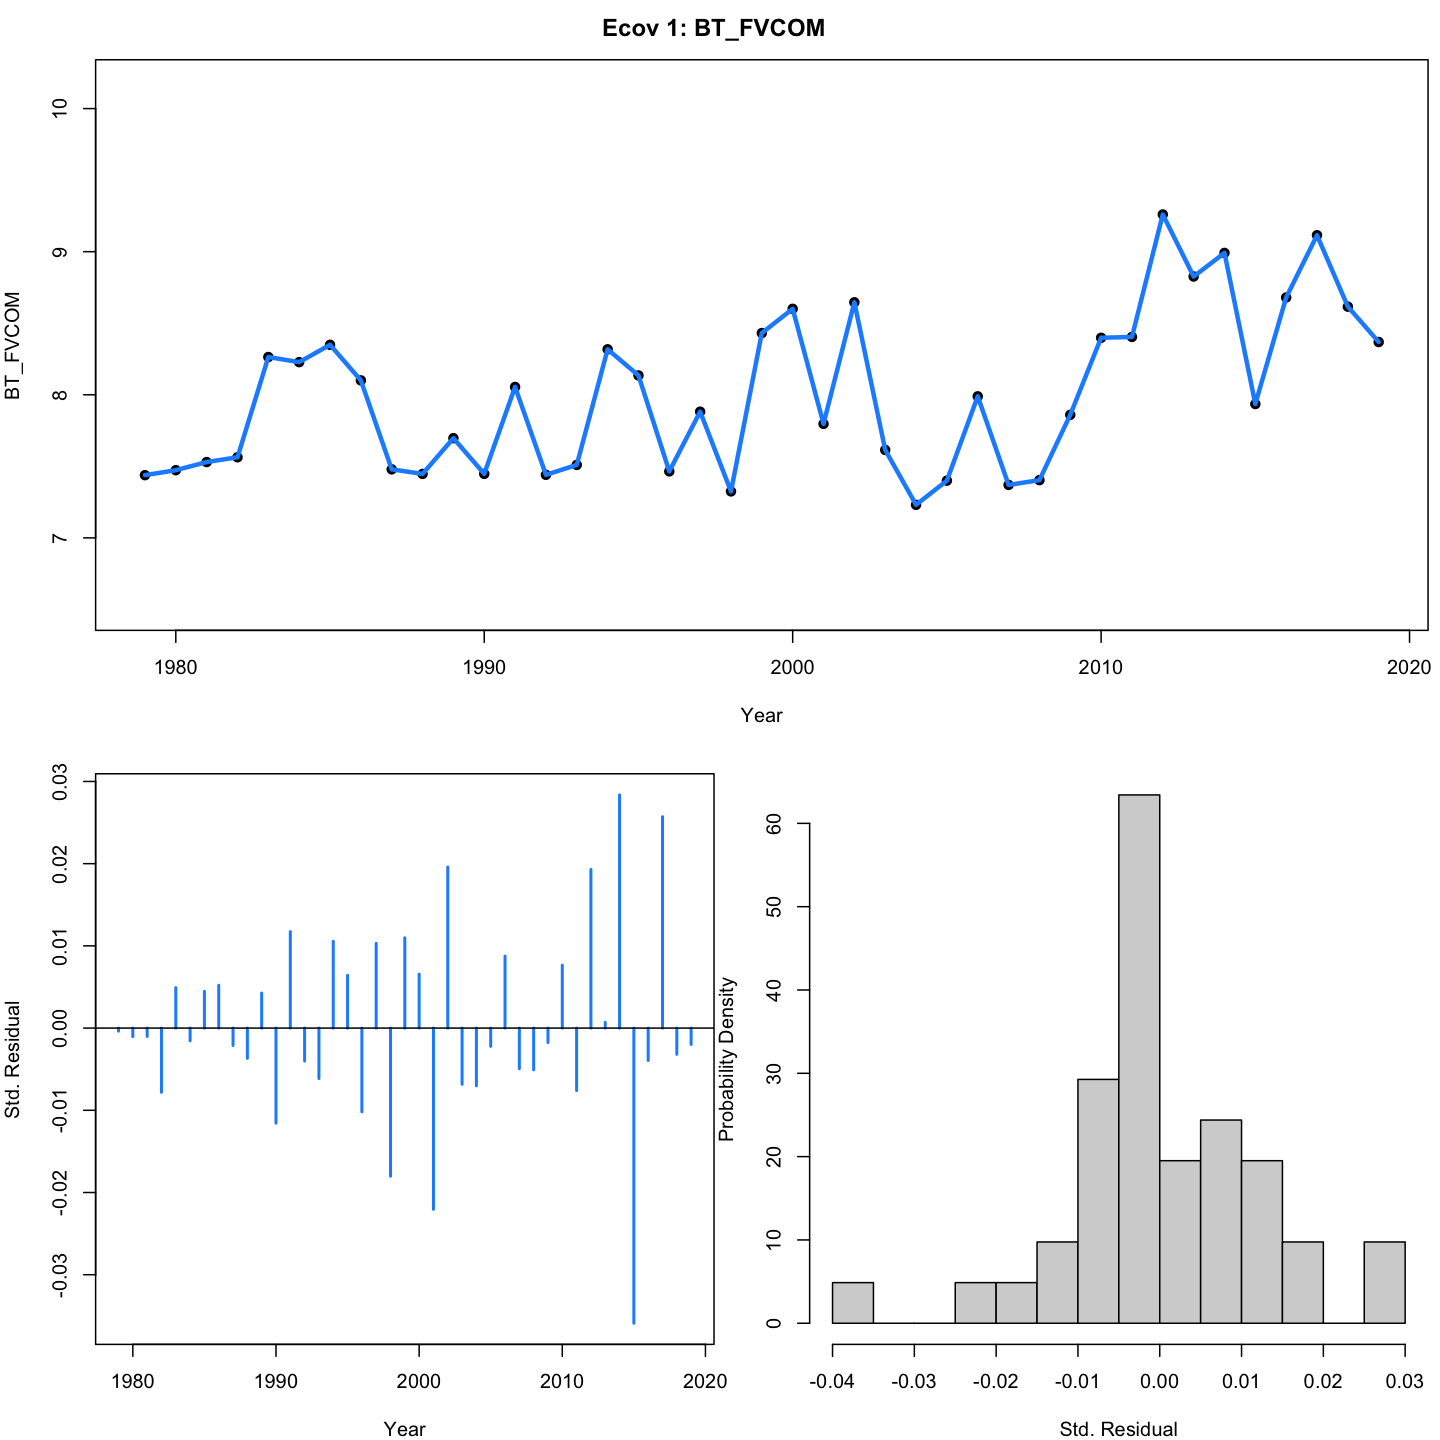 Ecov 1: BT_FVCOM
BT_FVCOM
10
9
8
7
1980 1990 2000 2010 2020
Year
Std. Residual
0.03
0.02
0.01
0.00
-0.01
-0.02
-0.03
1980 1990 2000 2010 2020
Year
Probability Density
60
50
40
30
20
10
0
-0.04 -0.03 -0.02 -0.01 0.00 0.01 0.02 0.03
Std. Residual